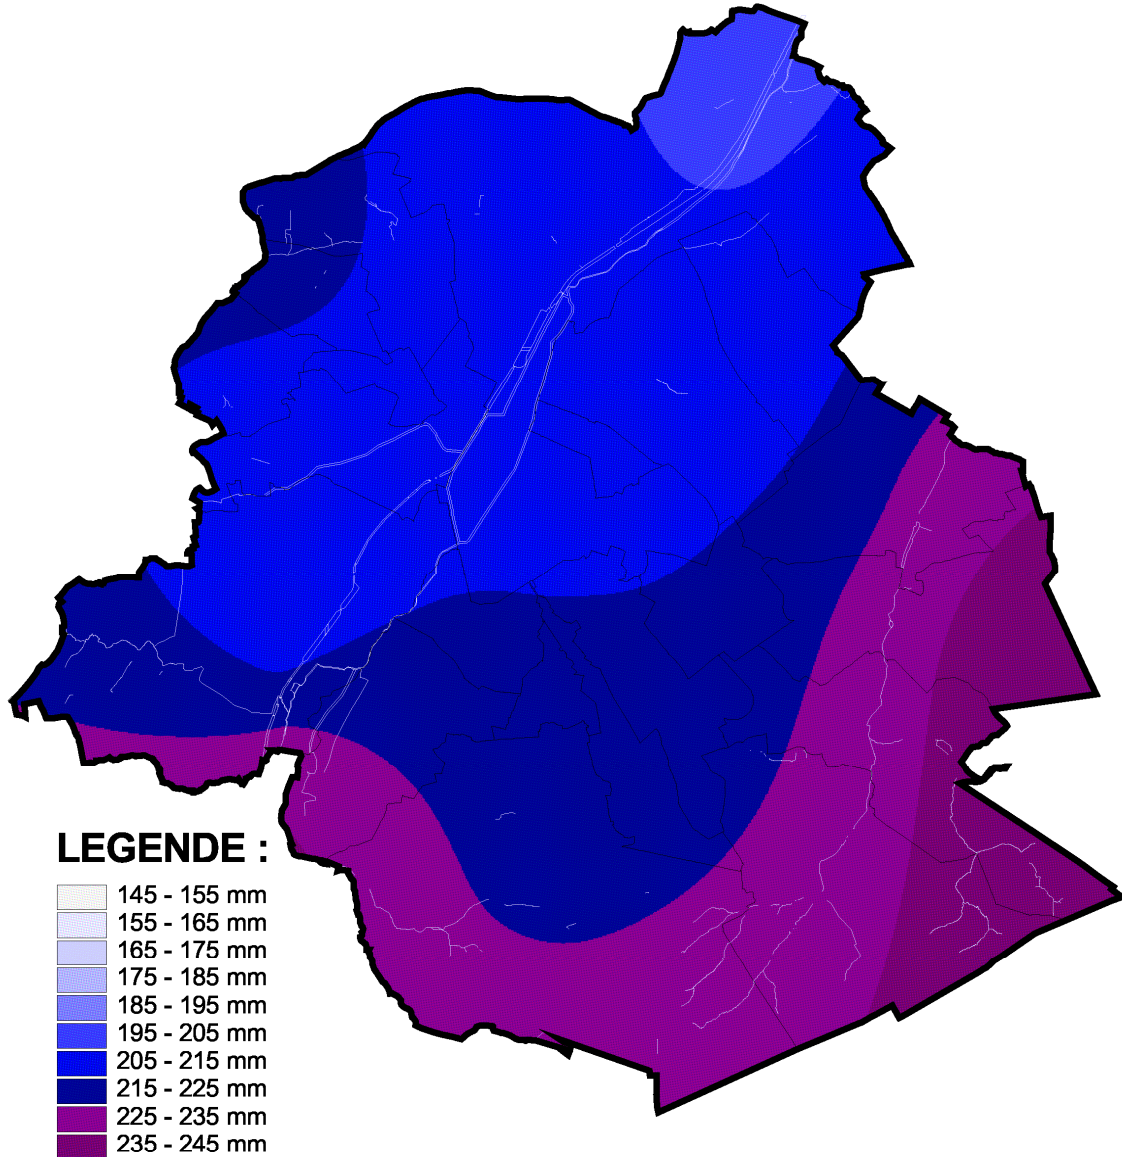 LEGENDE :
145 - 155 mm
155 - 165 mm
165 - 175 mm
175 - 185 mm
185 - 195 mm
195 - 205 mm
205 - 215 mm
215 - 225 mm
225 - 235 mm
235 - 245 mm